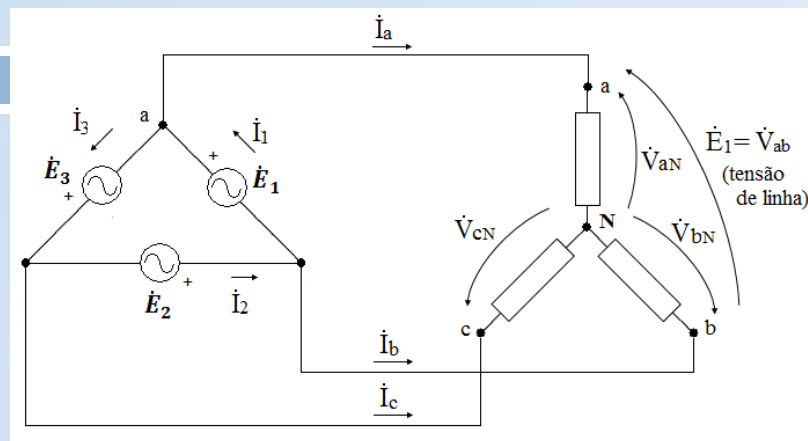 İa
a
İ3
İ1
+
Ė3
+
Ė1
Ė2
+
İ2
a
V̇aN
Ė1= V̇ab
(tensão
de linha)
N
V̇cN
V̇bN
c
b
İb
İc